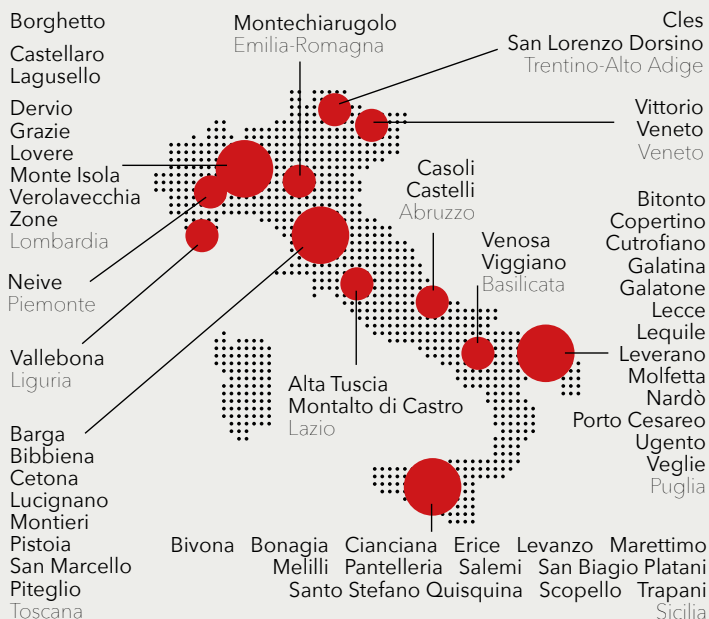 Borghetto
Castellaro
Lagusello
Dervio
Grazie
Lovere
Monte Isola
Verolavecchia
Zone
Lombardia
Neive
Piemonte
Vallebona
Liguria
Barga
Bibbiena
Cetona
Lucignano
Montieri
Pistoia
San Marcello
Piteglio
Toscana
Montechiarugolo
Emilia-Romagna
Cles
San Lorenzo Dorsino
Trentino-Alto Adige
Vittorio
Veneto
Veneto
Casoli
Castelli
Abruzzo
Venosa
Viggiano
Basilicata
Alta Tuscia
Montalto di Castro
Lazio
Bitonto
Copertino
Cutrofiano
Galatina
Galatone
Lecce
Lequile
Leverano
Molfetta
Nardò
Porto Cesareo
Ugento
Veglie
Puglia
Bivona Bonagia Cianciana Erice Levanzo Marettimo
Melilli Pantelleria Salemi San Biagio Platani
Santo Stefano Quisquina Scopello Trapani
Sicilia